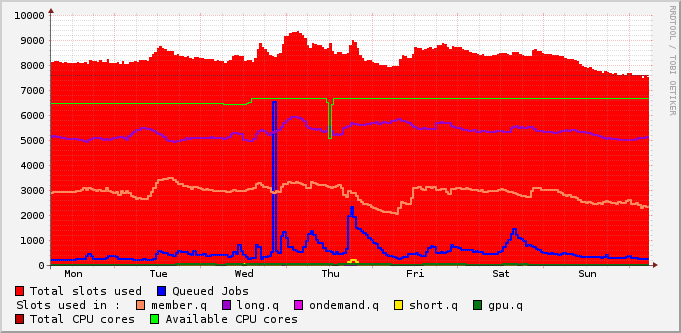 10000
9000
8000
7000
6000
5000
4000
3000
2000
1000
0
Mon Tue Wed Thu Fri Sat Sun
RRDTOOL / TOBI OETIKER
Total slots used Queued Jobs
Slots used in : member.q long.q ondemand.q short.q gpu.q
Total CPU cores Available CPU cores